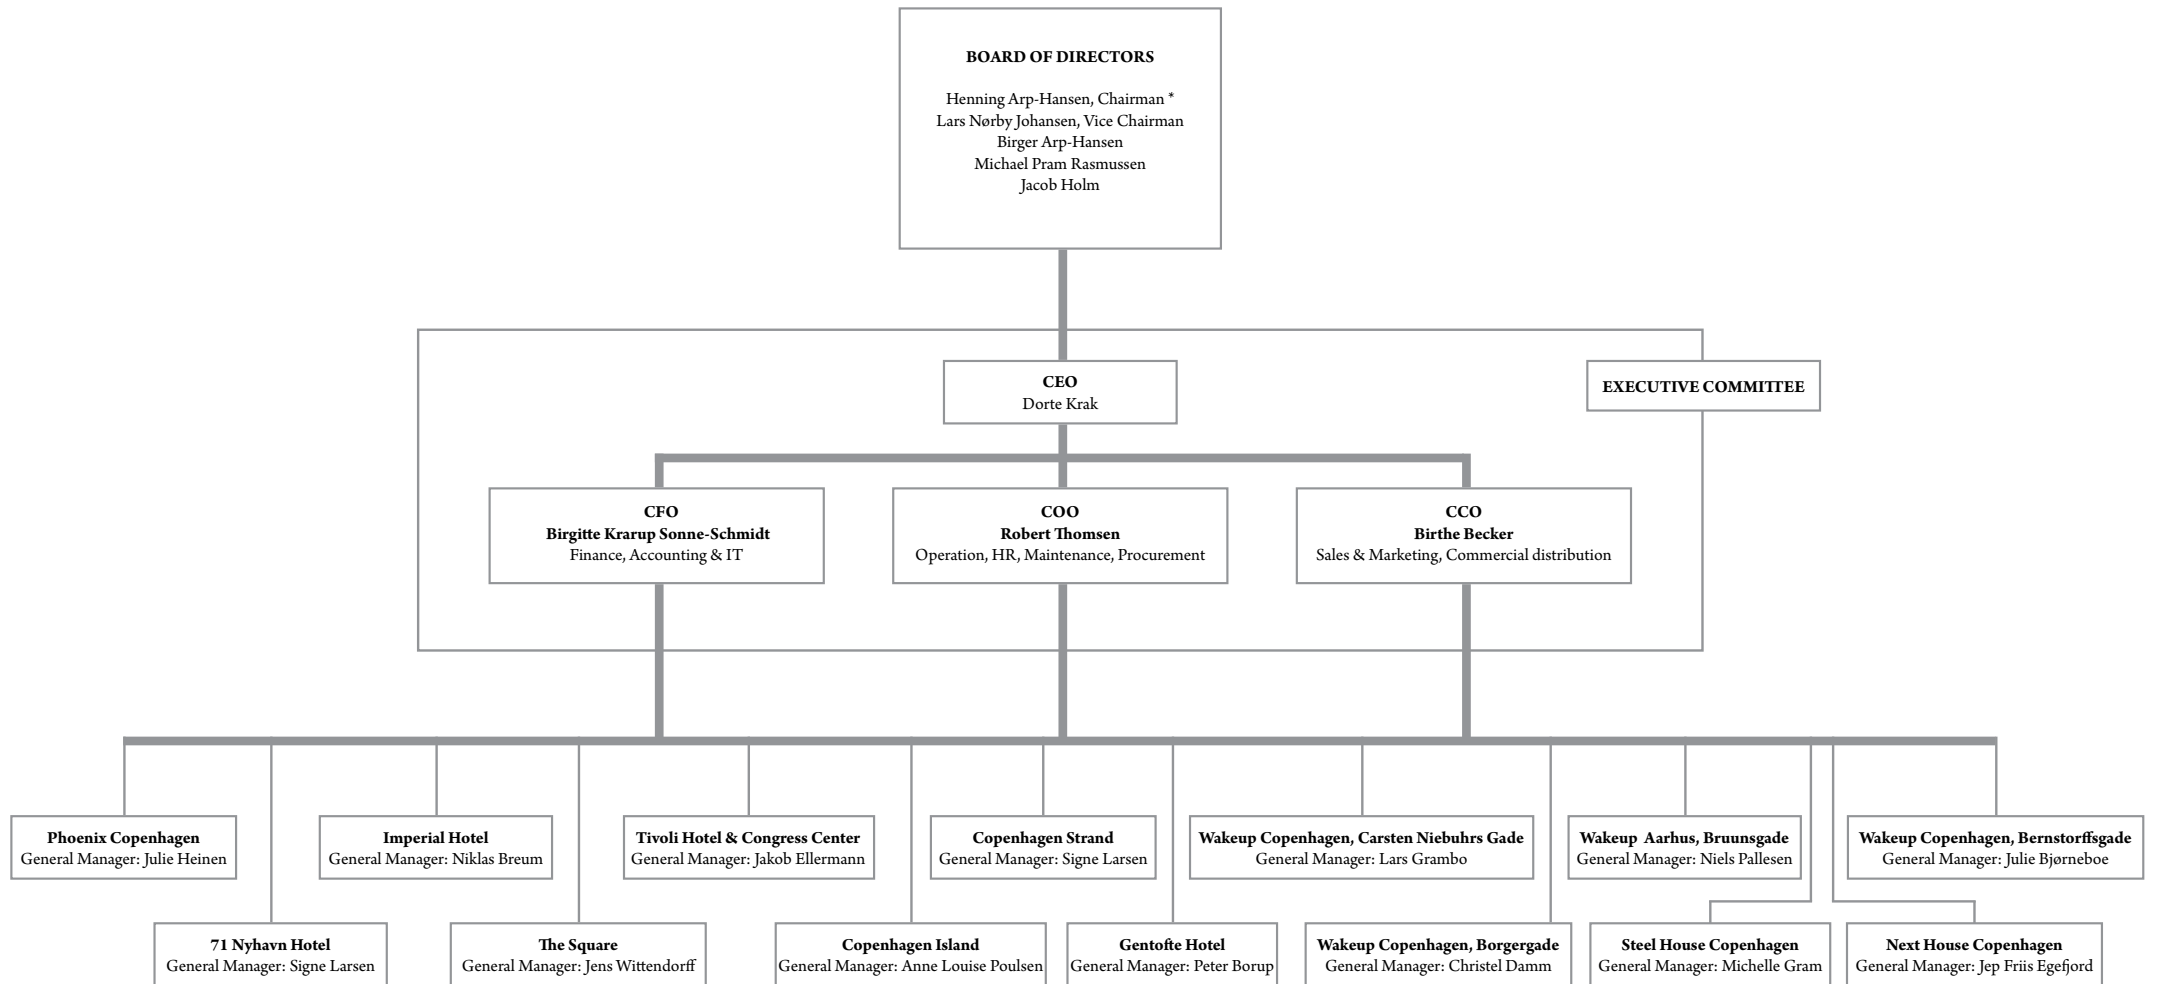 BOARD OF DIRECTORS
Henning Arp-Hansen, Chairman *
Lars Nørby Johansen, Vice Chairman
Birger Arp-Hansen
Michael Pram Rasmussen
Jacob Holm
CEO
Dorte Krak
EXECUTIVE COMMITTEE
CFO
Birgitte Krarup Sonne-Schmidt
Finance, Accounting & IT
COO
Robert Thomsen
Operation, HR, Maintenance, Procurement
CCO
Birthe Becker
Sales & Marketing, Commercial distribution
Phoenix Copenhagen
General Manager: Julie Heinen
Imperial Hotel
General Manager: Niklas Breum
Tivoli Hotel & Congress Center
General Manager: Jakob Ellermann
Copenhagen Strand
General Manager: Signe Larsen
Wakeup Copenhagen, Carsten Niebuhrs Gade
General Manager: Lars Grambo
Wakeup  Aarhus, Bruunsgade
General Manager: Niels Pallesen
Wakeup Copenhagen, Bernstorffsgade
General Manager: Julie Bjørneboe
71 Nyhavn Hotel
General Manager: Signe Larsen
The Square
General Manager: Jens Wittendorff
Copenhagen Island
General Manager: Anne Louise Poulsen
Gentofte Hotel
General Manager: Peter Borup
Wakeup Copenhagen, Borgergade
General Manager: Christel Damm
Steel House Copenhagen
General Manager: Michelle Gram
Next House Copenhagen
General Manager: Jep Friis Egefjord